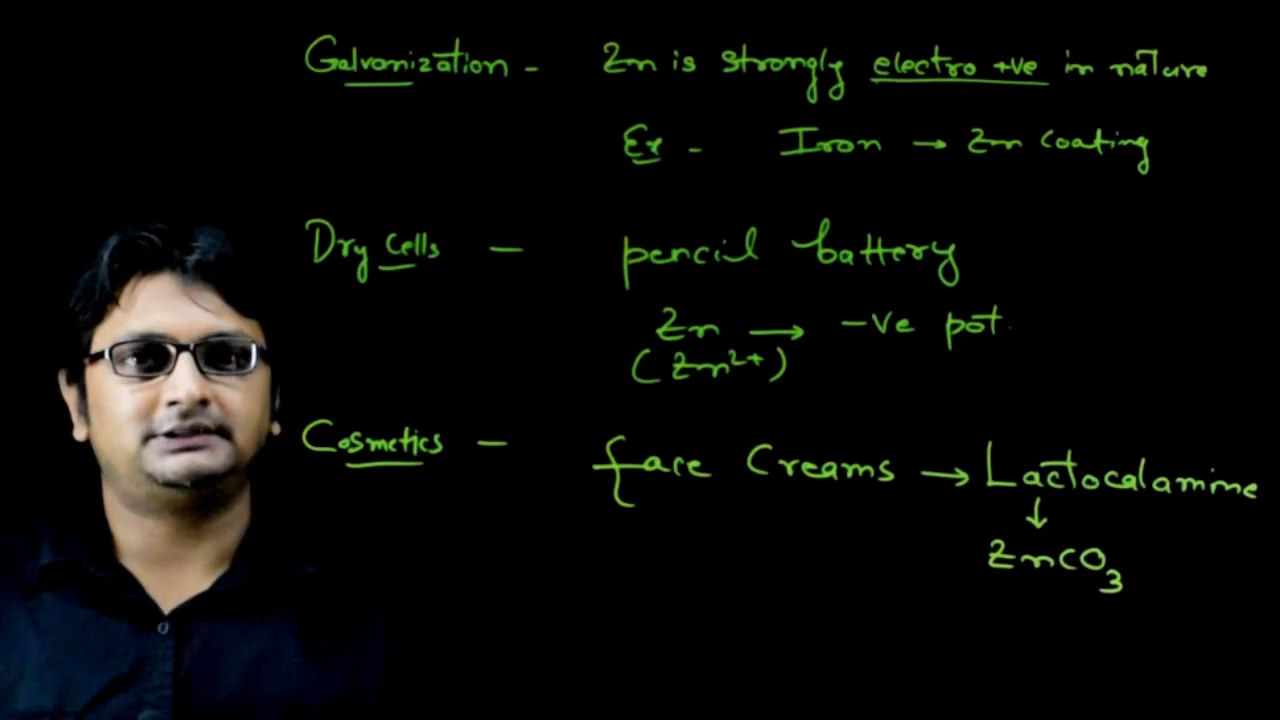 Galvanization - Zn is strongly electro +ve in nature
Ex - Iron → Zn coating
Dry Cells - pencil battery
Zn → -ve pot.
(Zn²⁺)
Cosmetics - face Creams → Lactocalamine
↓
ZnCO₃